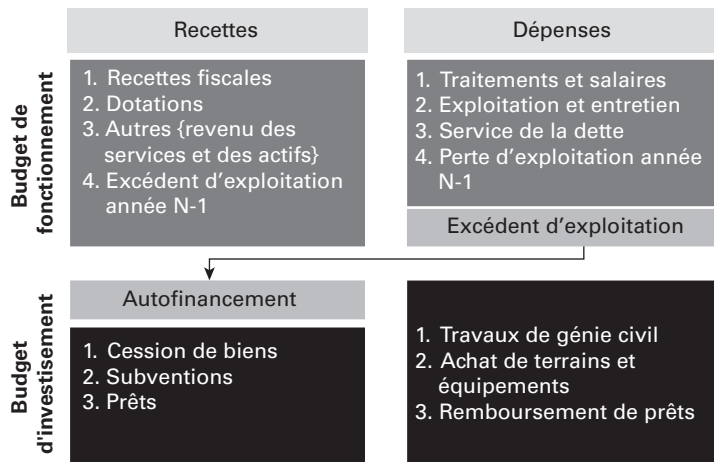 Recettes
Dépenses
Budget de
fonctionnement
1. Recettes fiscales
2. Dotations
3. Autres {revenu des
services et des actifs}
4. Excédent d'exploitation
année N-1
1. Traitements et salaires
2. Exploitation et entretien
3. Service de la dette
4. Perte d'exploitation année
N-1
Excédent d'exploitation
Budget
d'investisement
Autofinancement
1. Cession de biens
2. Subventions
3. Prêts
1. Travaux de génie civil
2. Achat de terrains et
équipements
3. Remboursement de prêts